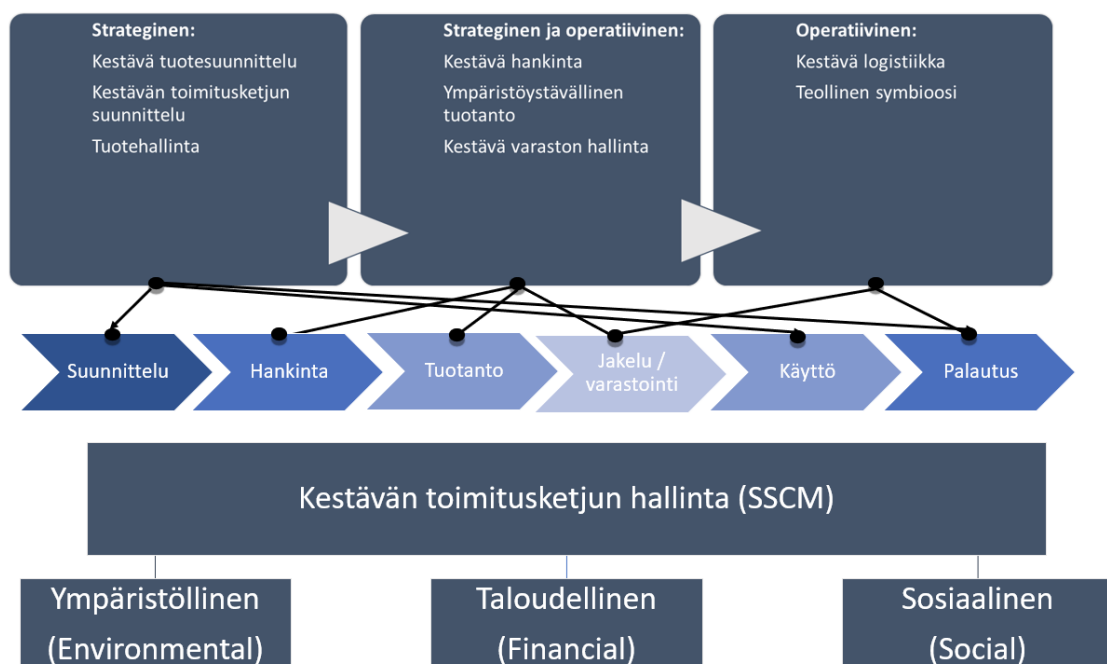 Strateginen:
Kestävä tuotesuunnittelu
Kestävän toimitusketjun
suunnittelu
Tuotehallinta
Strateginen ja operatiivinen:
Kestävä hankinta
Ympäristöystävällinen
tuotanto
Kestävä varaston hallinta
Operatiivinen:
Kestävä logistiikka
Teollinen symbioosi
Suunnittelu
Hankinta
Tuotanto
Jakelu /
varastointi
Käyttö
Palautus
Kestävän toimitusketjun hallinta (SSCM)
Ympäristöllinen
(Environmental)
Taloudellinen
(Financial)
Sosiaalinen
(Social)